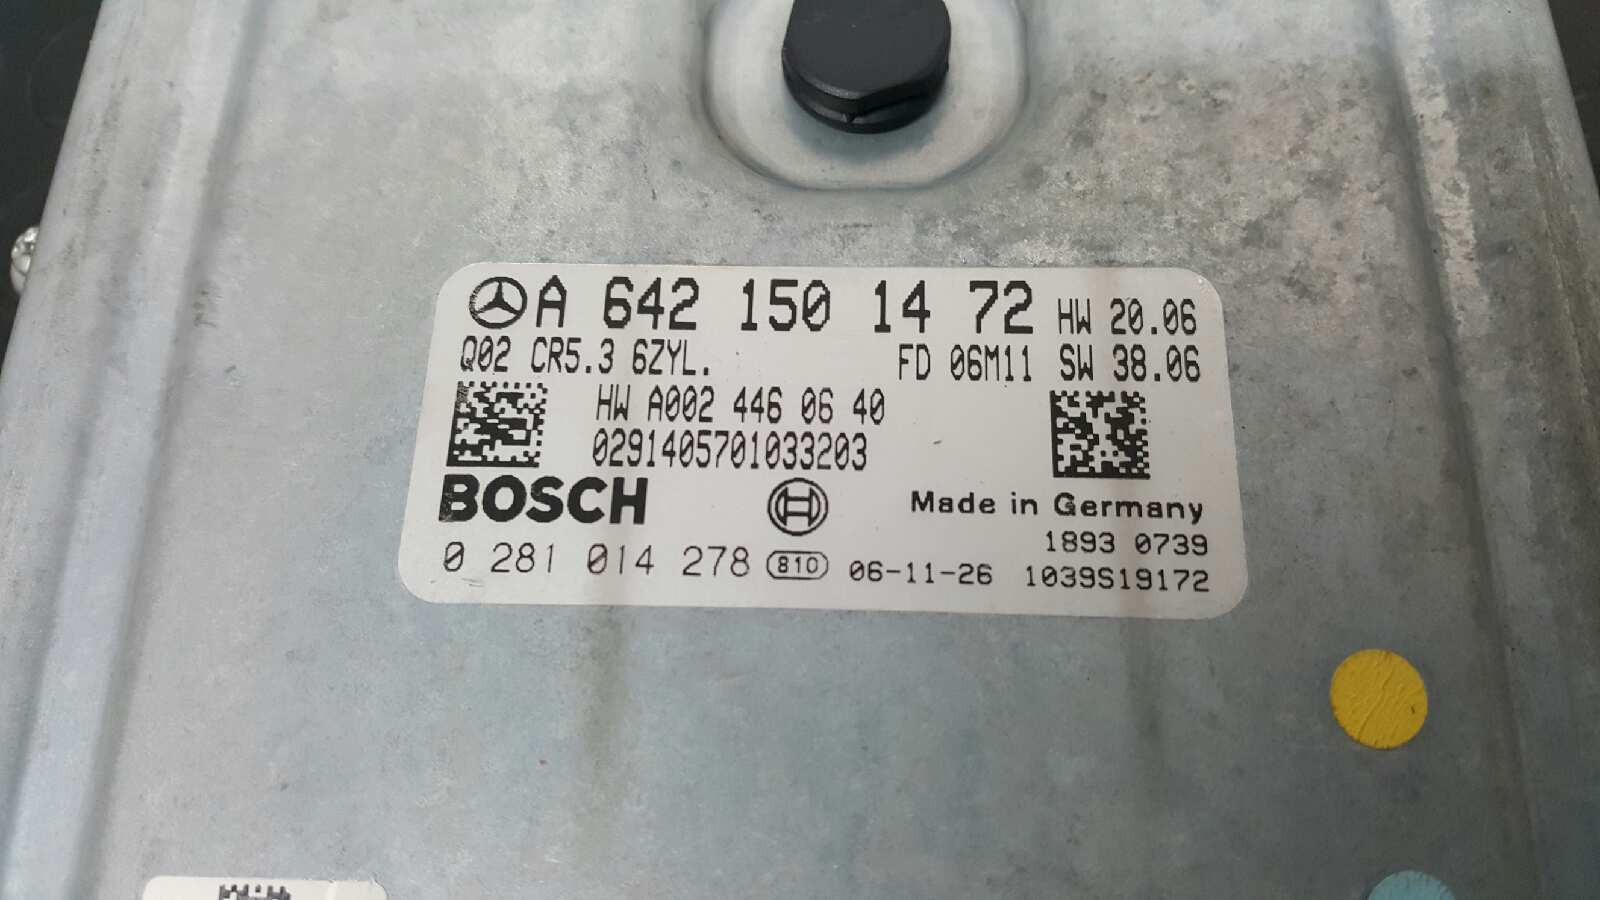 A 642 150 14 72 HW 20.06
Q02 CR5.3 6ZYL. FD 06M11 SW 38.06
HW A002 446 06 40
0291405701033203
BOSCH Made in Germany
1893 0739
0 281 014 278 810 06-11-26 1039S19172